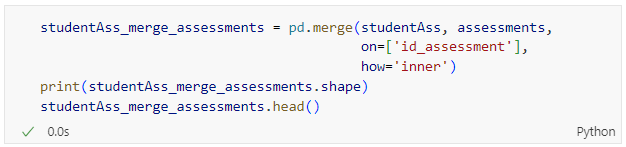 studentAss_merge_assessments = pd.merge(studentAss, assessments,
on=['id_assessment'],
how='inner')
print(studentAss_merge_assessments.shape)
studentAss_merge_assessments.head()
✓ 0.0s Python